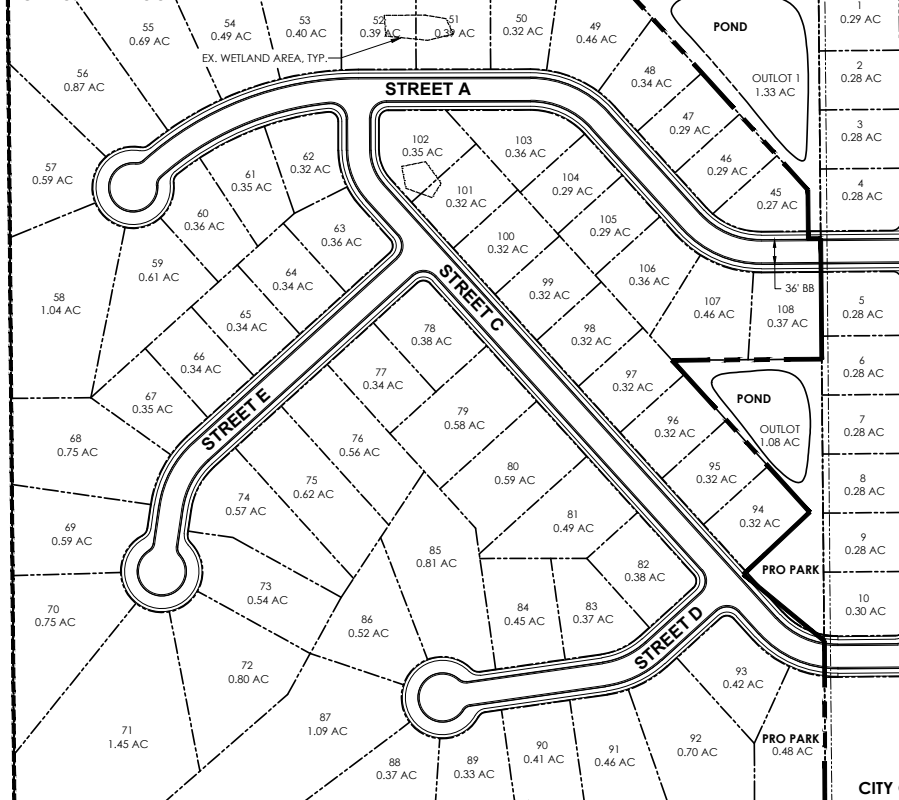 55
0.69 AC
54
0.49 AC
53
0.40 AC
52
0.39 AC
51
0.39 AC
50
0.32 AC
49
0.46 AC
POND
1
0.29 AC
EX. WETLAND AREA, TYP.
56
0.87 AC
STREET A
48
0.34 AC
OUTLOT 1
1.33 AC
2
0.28 AC
47
0.29 AC
3
0.28 AC
57
0.59 AC
61
0.35 AC
62
0.32 AC
102
0.35 AC
103
0.36 AC
46
0.29 AC
104
0.29 AC
4
0.28 AC
101
0.32 AC
45
0.27 AC
60
0.36 AC
63
0.36 AC
105
0.29 AC
100
0.32 AC
59
0.61 AC
64
0.34 AC
106
0.36 AC
99
0.32 AC
36' BB
58
1.04 AC
STREET C
107
0.46 AC
108
0.37 AC
5
0.28 AC
65
0.34 AC
78
0.38 AC
98
0.32 AC
66
0.34 AC
77
0.34 AC
97
0.32 AC
6
0.28 AC
67
0.35 AC
STREET E
79
0.58 AC
96
0.32 AC
POND
OUTLOT
1.08 AC
7
0.28 AC
68
0.75 AC
76
0.56 AC
80
0.59 AC
95
0.32 AC
8
0.28 AC
75
0.62 AC
74
0.57 AC
81
0.49 AC
94
0.32 AC
69
0.59 AC
85
0.81 AC
9
0.28 AC
82
0.38 AC
PRO PARK
73
0.54 AC
10
0.30 AC
70
0.75 AC
86
0.52 AC
84
0.45 AC
83
0.37 AC
STREET D
72
0.80 AC
93
0.42 AC
71
1.45 AC
87
1.09 AC
92
0.70 AC
PRO PARK
0.48 AC
90
0.41 AC
91
0.46 AC
88
0.37 AC
89
0.33 AC
CITY